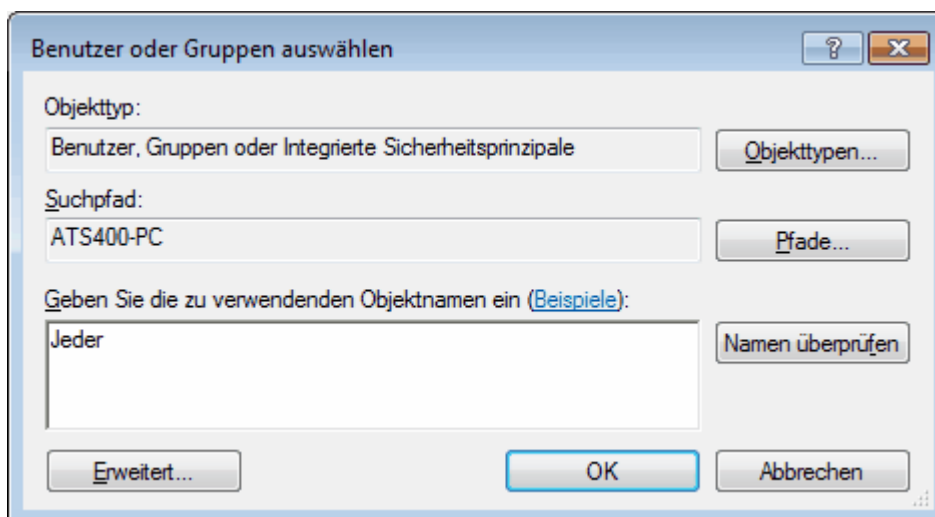 Benutzer oder Gruppen auswählen
Objekttyp:
Benutzer, Gruppen oder Integrierte Sicherheitsprinzipale
Objekttypen...
Suchpfad:
ATS400-PC
Pfade...
Geben Sie die zu verwendenden Objektnamen ein (Beispiele):
Jeder
Namen überprüfen
Erweitert...
OK
Abbrechen